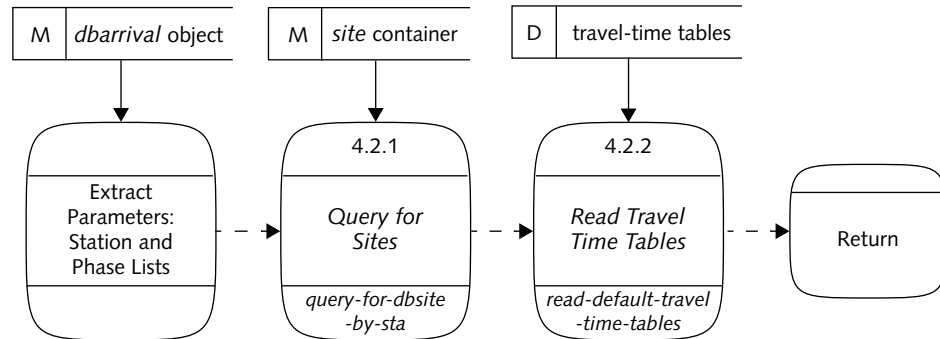 M dbarrival object
M site container
D travel-time tables
Extract
Parameters:
Station and
Phase Lists
4.2.1
Query for
Sites
query-for-dbsite
-by-sta
4.2.2
Read Travel
Time Tables
read-default-travel
-time-tables
Return